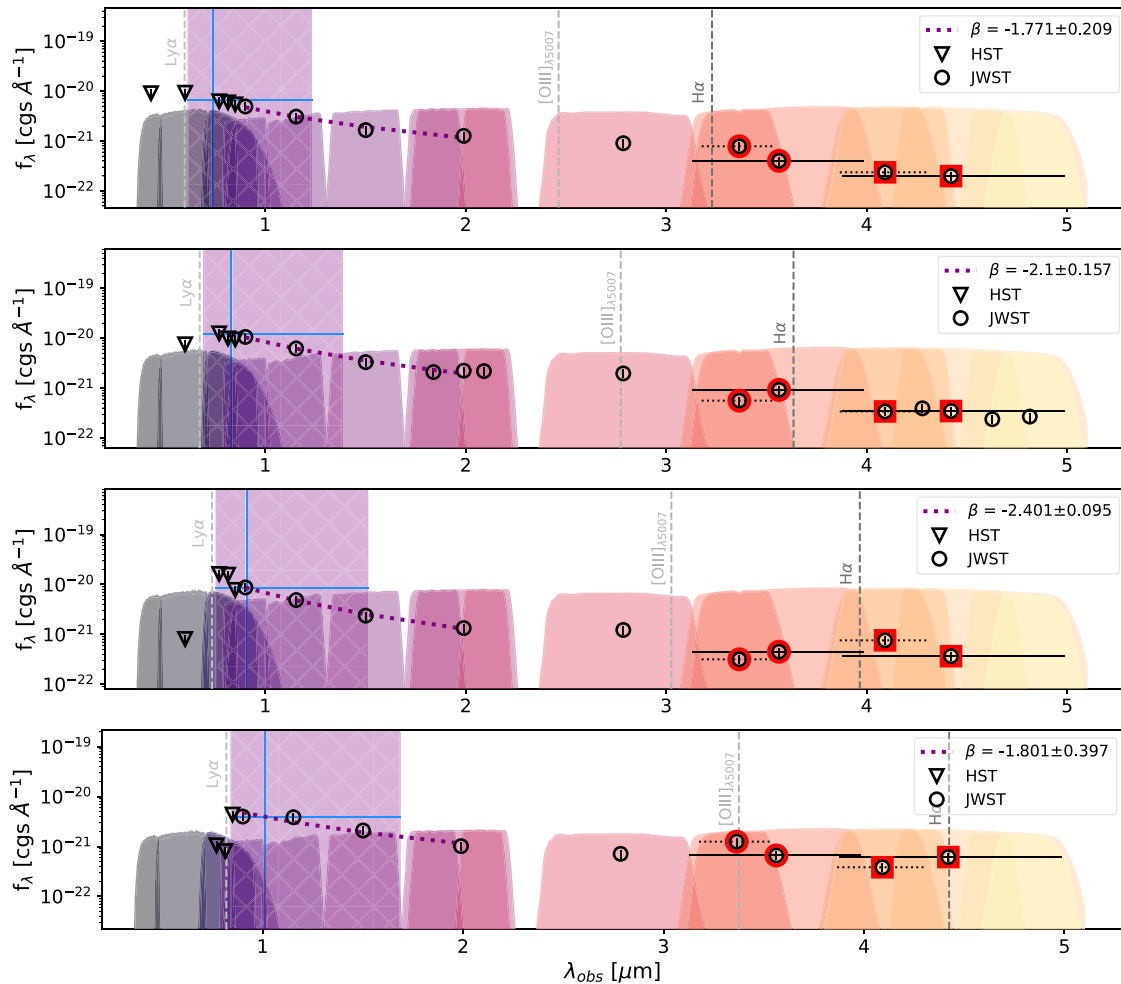 10⁻¹⁹
10⁻²⁰
10⁻²¹
10⁻²²
f_λ [cgs Å⁻¹]
Lyα
[OIII]_λ5007
Hα
β = -1.771±0.209
HST
JWST
1
2
3
4
5
10⁻¹⁹
10⁻²⁰
10⁻²¹
10⁻²²
f_λ [cgs Å⁻¹]
Lyα
[OIII]_λ5007
Hα
β = -2.1±0.157
HST
JWST
1
2
3
4
5
10⁻¹⁹
10⁻²⁰
10⁻²¹
10⁻²²
f_λ [cgs Å⁻¹]
Lyα
[OIII]_λ5007
Hα
β = -2.401±0.095
HST
JWST
1
2
3
4
5
10⁻¹⁹
10⁻²⁰
10⁻²¹
10⁻²²
f_λ [cgs Å⁻¹]
Lyα
[OIII]_λ5007
Hα
β = -1.801±0.397
HST
JWST
1
2
3
4
5
λ_obs [μm]